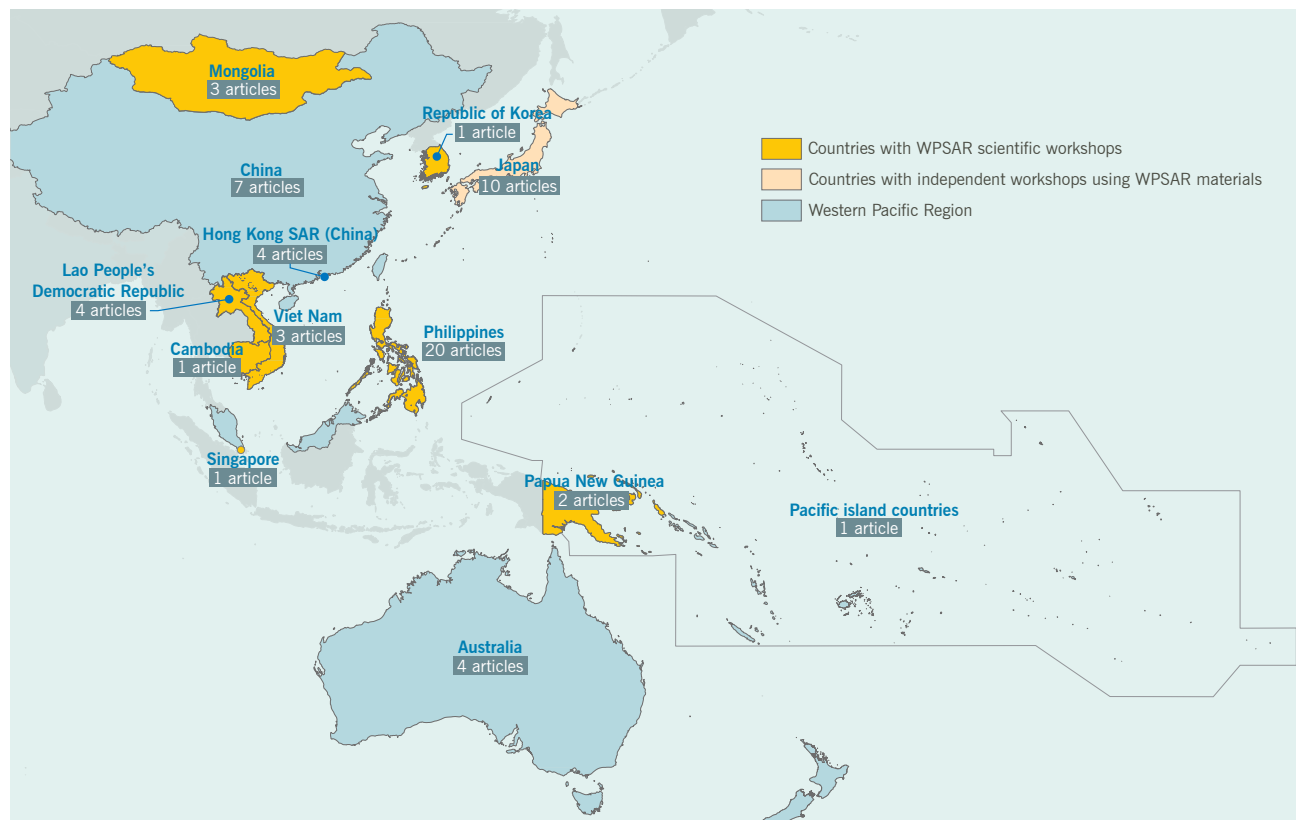 Mongolia
3 articles
Republic of Korea
1 article
China
7 articles
Japan
10 articles
Countries with WPSAR scientific workshops
Countries with independent workshops using WPSAR materials
Western Pacific Region
Hong Kong SAR (China)
4 articles
Lao People's
Democratic Republic
4 articles
Viet Nam
3 articles
Cambodia
1 article
Philippines
20 articles
Singapore
1 article
Papua New Guinea
2 articles
Pacific island countries
1 article
Australia
4 articles